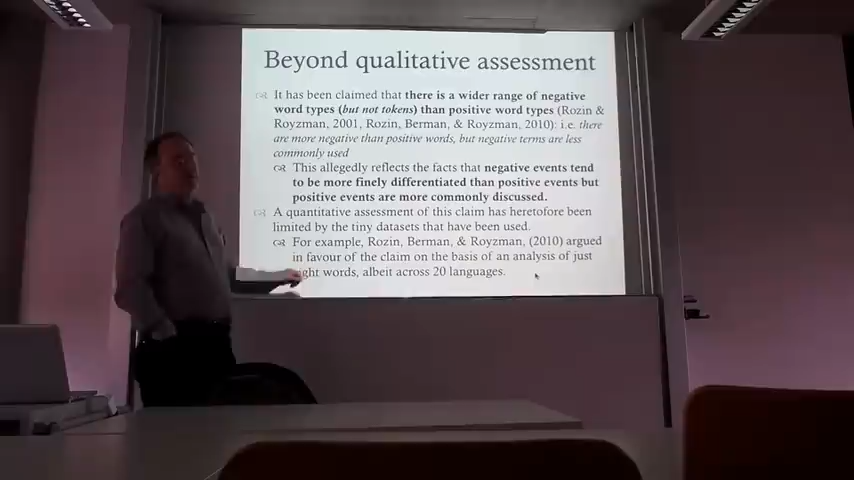 Beyond qualitative assessment
It has been claimed that there is a wider range of negative
word types (but not tokens) than positive word types (Rozin &
Royzman, 2001, Rozin, Berman, & Royzman, 2010): i.e. there
are more negative than positive words, but negative terms are less
commonly used
This allegedly reflects the facts that negative events tend
to be more finely differentiated than positive events but
positive events are more commonly discussed.
A quantitative assessment of this claim has heretofore been
limited by the tiny datasets that have been used.
For example, Rozin, Berman, & Royzman, (2010) argued
in favour of the claim on the basis of an analysis of just
ight words, albeit across 20 languages.